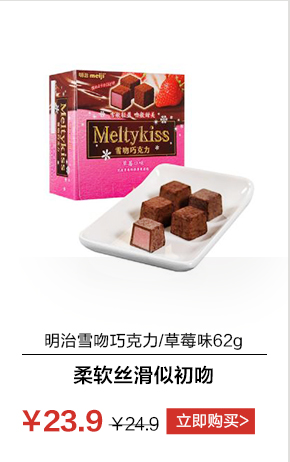 明治 meiji
Meltykiss
雪吻巧克力
草莓口味
明治雪吻巧克力/草莓味62g
柔软丝滑似初吻
¥23.9 ¥24.9 立即购买>